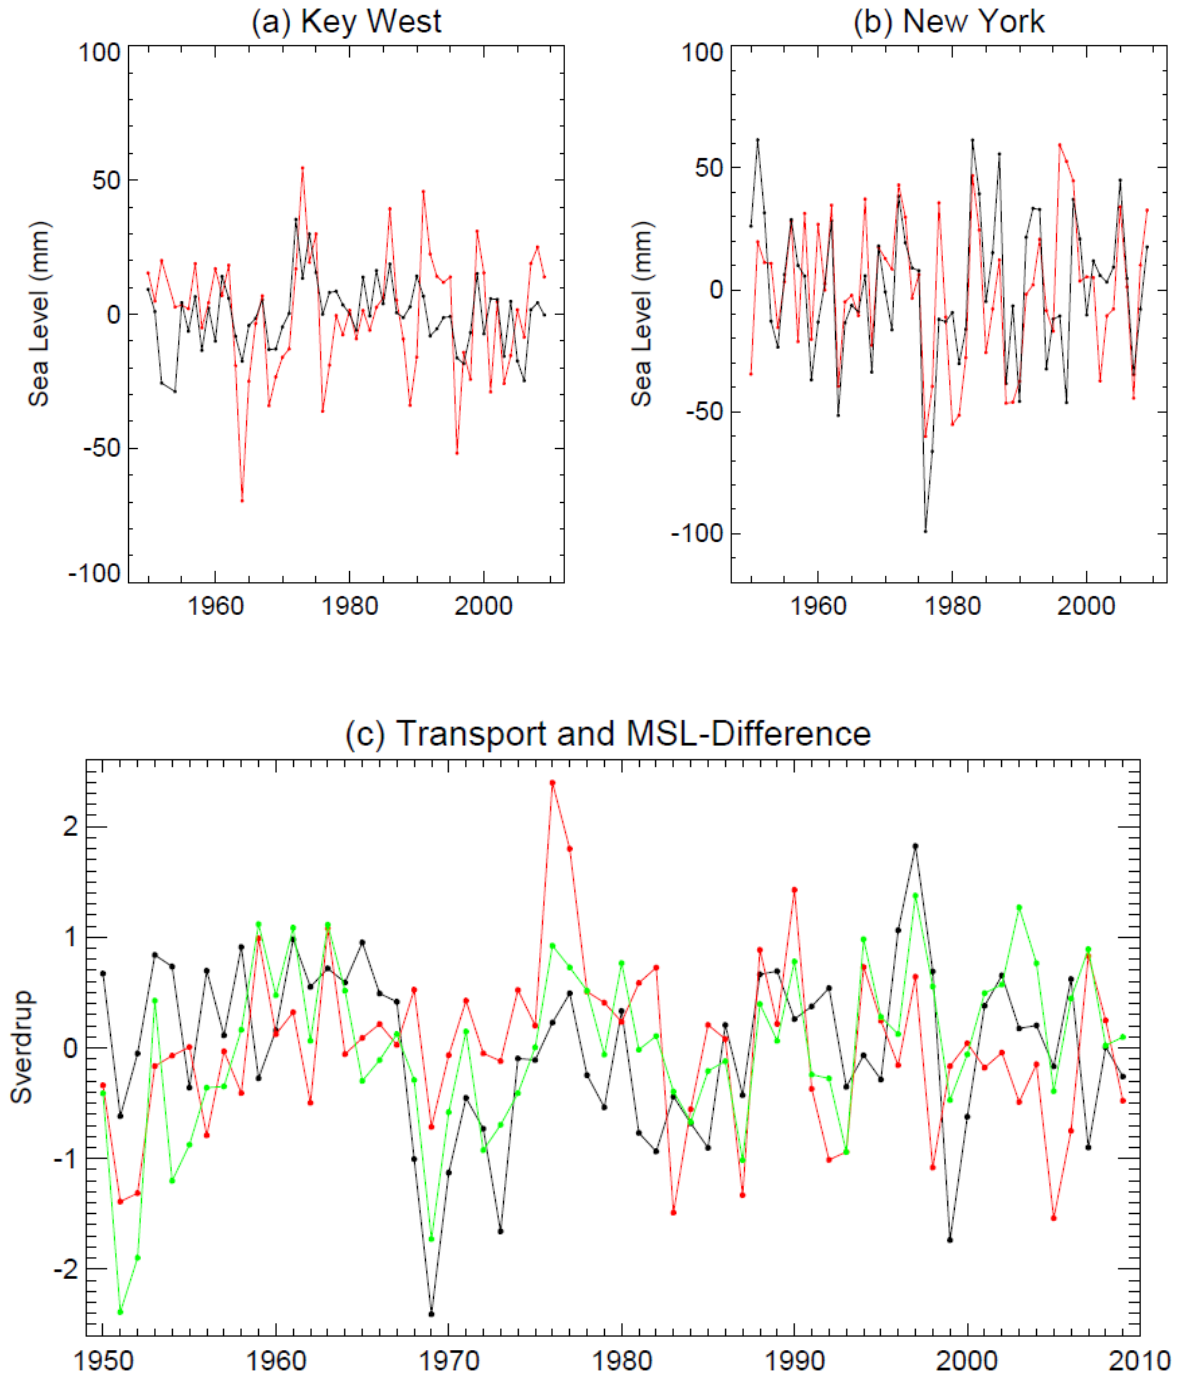 (a) Key West
(b) New York
100
50
0
-50
-100
Sea Level (mm)
1960 1980 2000
100
50
0
-50
-100
Sea Level (mm)
1960 1980 2000
(c) Transport and MSL-Difference
2
1
0
-1
-2
Sverdrup
1950 1960 1970 1980 1990 2000 2010